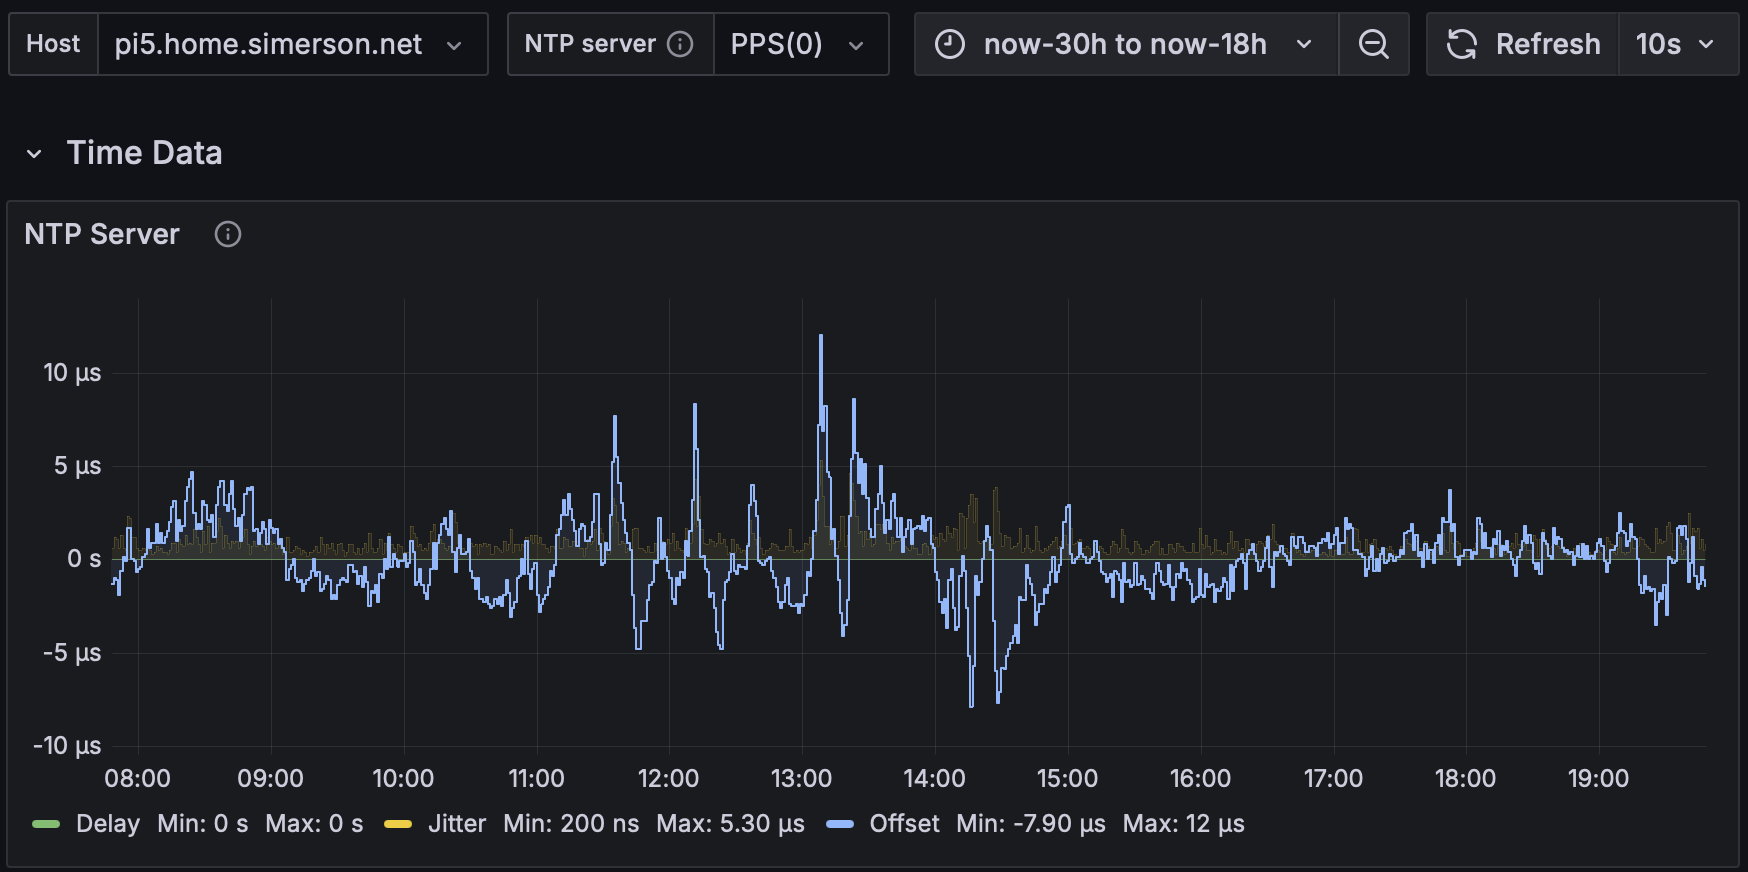 Host pi5.home.simerson.net NTP server PPS(0) now-30h to now-18h Refresh 10s
Time Data
NTP Server
10 µs
5 µs
0 s
-5 µs
-10 µs
08:00 09:00 10:00 11:00 12:00 13:00 14:00 15:00 16:00 17:00 18:00 19:00
Delay Min: 0 s Max: 0 s Jitter Min: 200 ns Max: 5.30 µs Offset Min: -7.90 µs Max: 12 µs